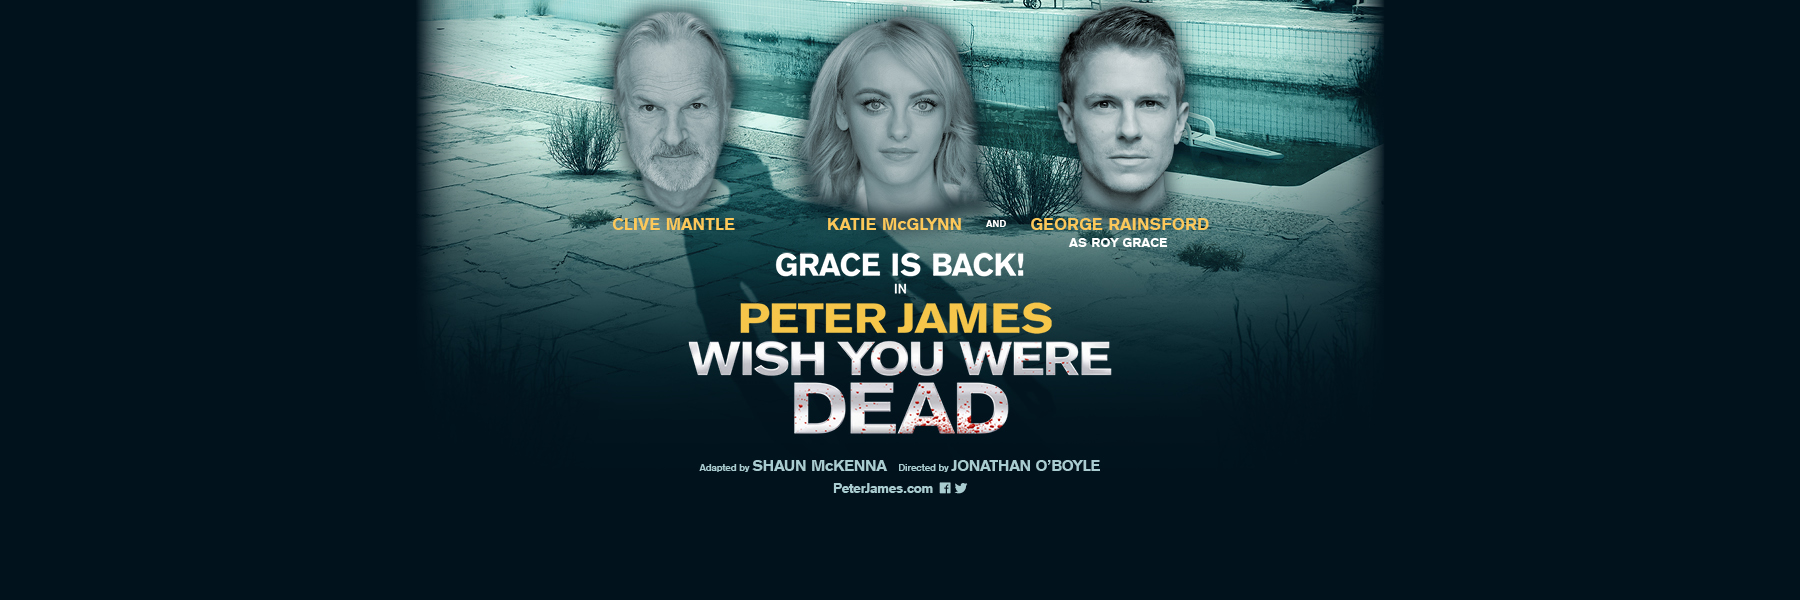 CLIVE MANTLE
KATIE McGLYNN AND GEORGE RAINSFORD
AS ROY GRACE
GRACE IS BACK!
IN
PETER JAMES
WISH YOU WERE
DEAD
Adapted by SHAUN McKENNA Directed by JONATHAN O'BOYLE
PeterJames.com